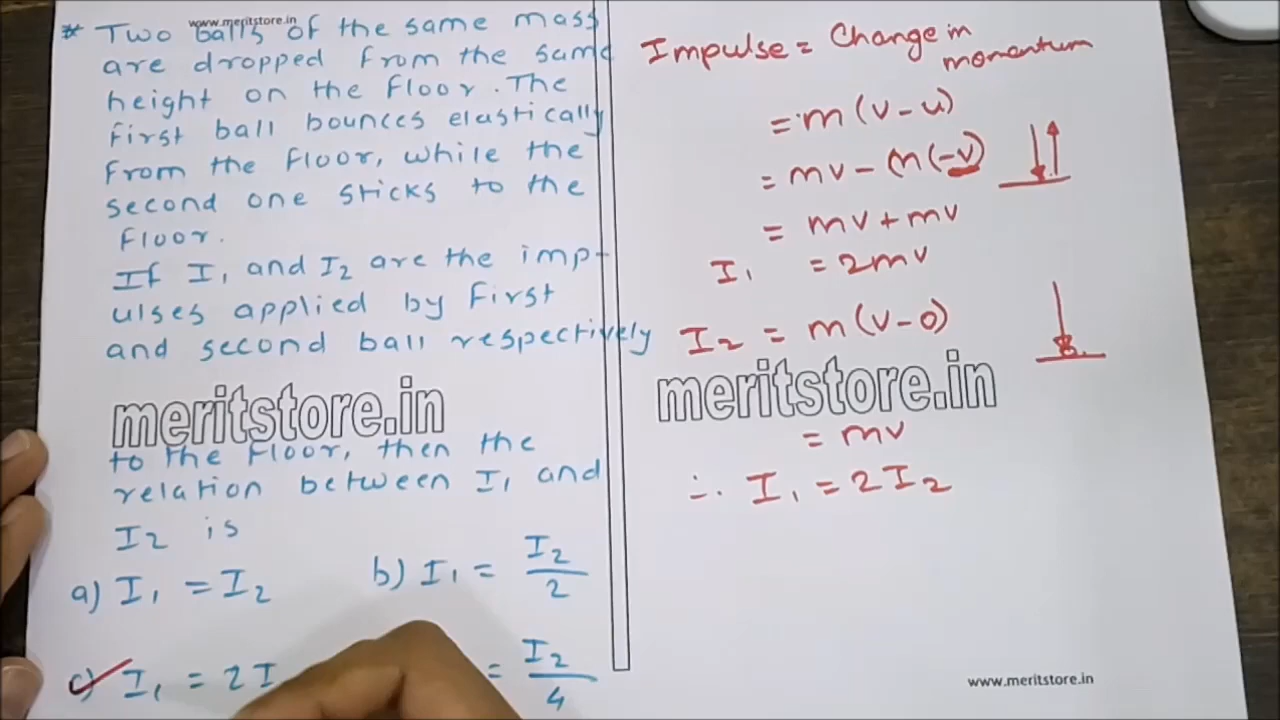 www.meritstore.in
* Two balls of the same mass
are dropped from the same
height on the floor. The
first ball bounces elastically
from the floor, while the
second one sticks to the
floor.
If I₁ and I₂ are the imp-
ulses applied by first
and second ball respectively
meritstore.in
to the floor, then the
relation between I₁ and
I₂ is
a) I₁ = I₂
b) I₁ = I₂/2
c) I₁ = 2I
= I₂/4
Impulse = Change in
momentum
= m(v-u)
= mv - m(-v)
= mv + mv
I₁ = 2mv
I₂ = m(v-0)
meritstore.in
= mv
∴ I₁ = 2I₂
www.meritstore.in